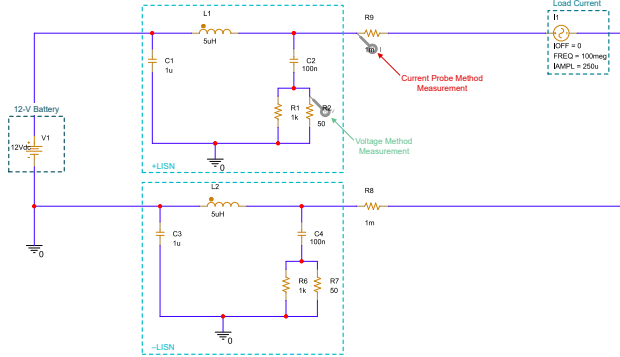 Load Current
L1
5uH
R9
1m
I
I1
IOFF = 0
FREQ = 100meg
IAMPL = 250u
C1
1u
C2
100n
Current Probe Method
Measurement
R1
1k
R2
50
12-V Battery
V1
12Vdc
Voltage Method
Measurement
0
+LISN
L2
5uH
R8
1m
C3
1u
C4
100n
0
R6
1k
R7
50
0
–LISN